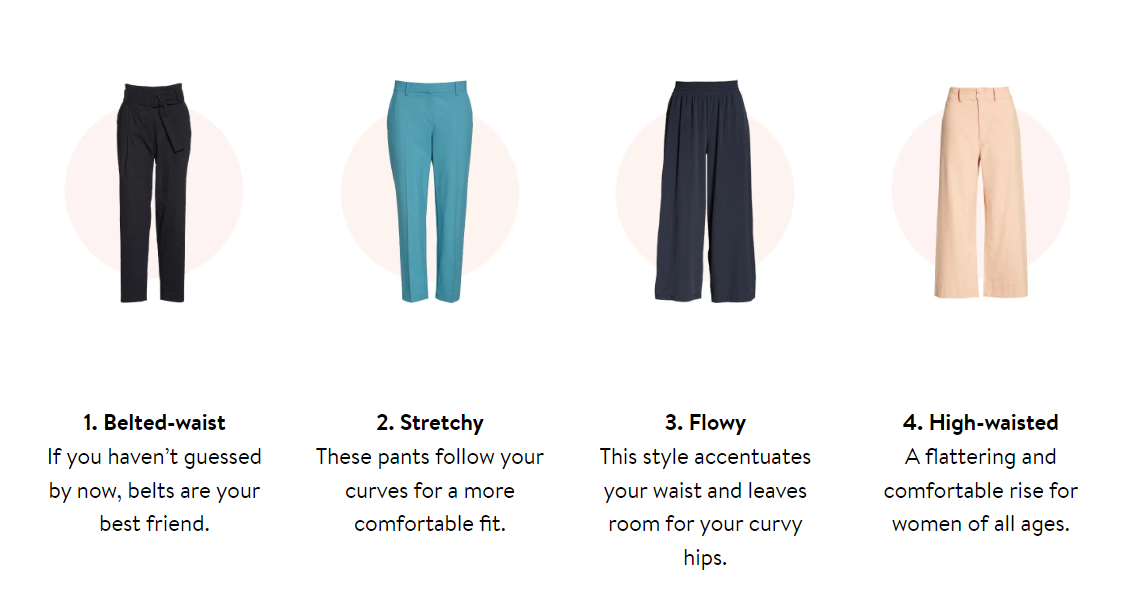 1. Belted-waist
If you haven’t guessed
by now, belts are your
best friend.
2. Stretchy
These pants follow your
curves for a more
comfortable fit.
3. Flowy
This style accentuates
your waist and leaves
room for your curvy
hips.
4. High-waisted
A flattering and
comfortable rise for
women of all ages.